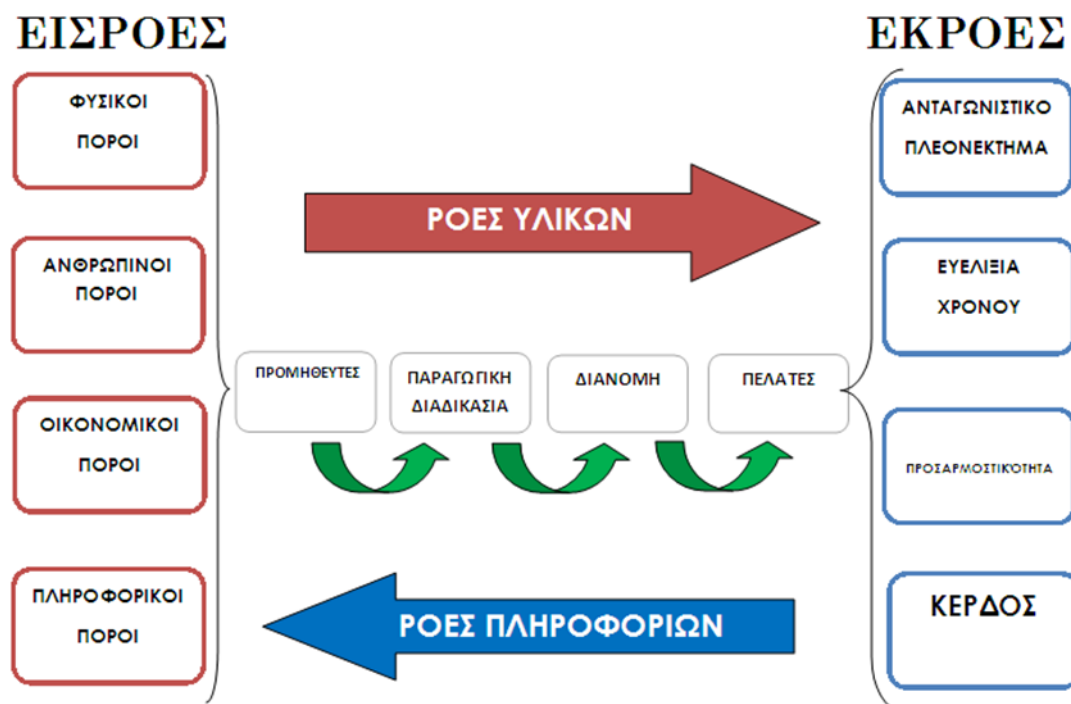 ΕΙΣΡΟΕΣ
ΦΥΣΙΚΟΙ
ΠΟΡΟΙ
ΑΝΘΡΩΠΙΝΟΙ
ΠΟΡΟΙ
ΟΙΚΟΝΟΜΙΚΟΙ
ΠΟΡΟΙ
ΠΛΗΡΟΦΟΡΙΚΟΙ
ΠΟΡΟΙ
ΡΟΕΣ ΥΛΙΚΩΝ
ΠΡΟΜΗΘΕΥΤΕΣ
ΠΑΡΑΓΩΓΙΚΗ
ΔΙΑΔΙΚΑΣΙΑ
ΔΙΑΝΟΜΗ
ΠΕΛΑΤΕΣ
ΡΟΕΣ ΠΛΗΡΟΦΟΡΙΩΝ
ΕΚΡΟΕΣ
ΑΝΤΑΓΩΝΙΣΤΙΚΟ
ΠΛΕΟΝΕΚΤΗΜΑ
ΕΥΕΛΙΞΙΑ
ΧΡΟΝΟΥ
ΠΡΟΣΑΡΜΟΣΤΙΚΌΤΗΤΑ
ΚΕΡΔΟΣ